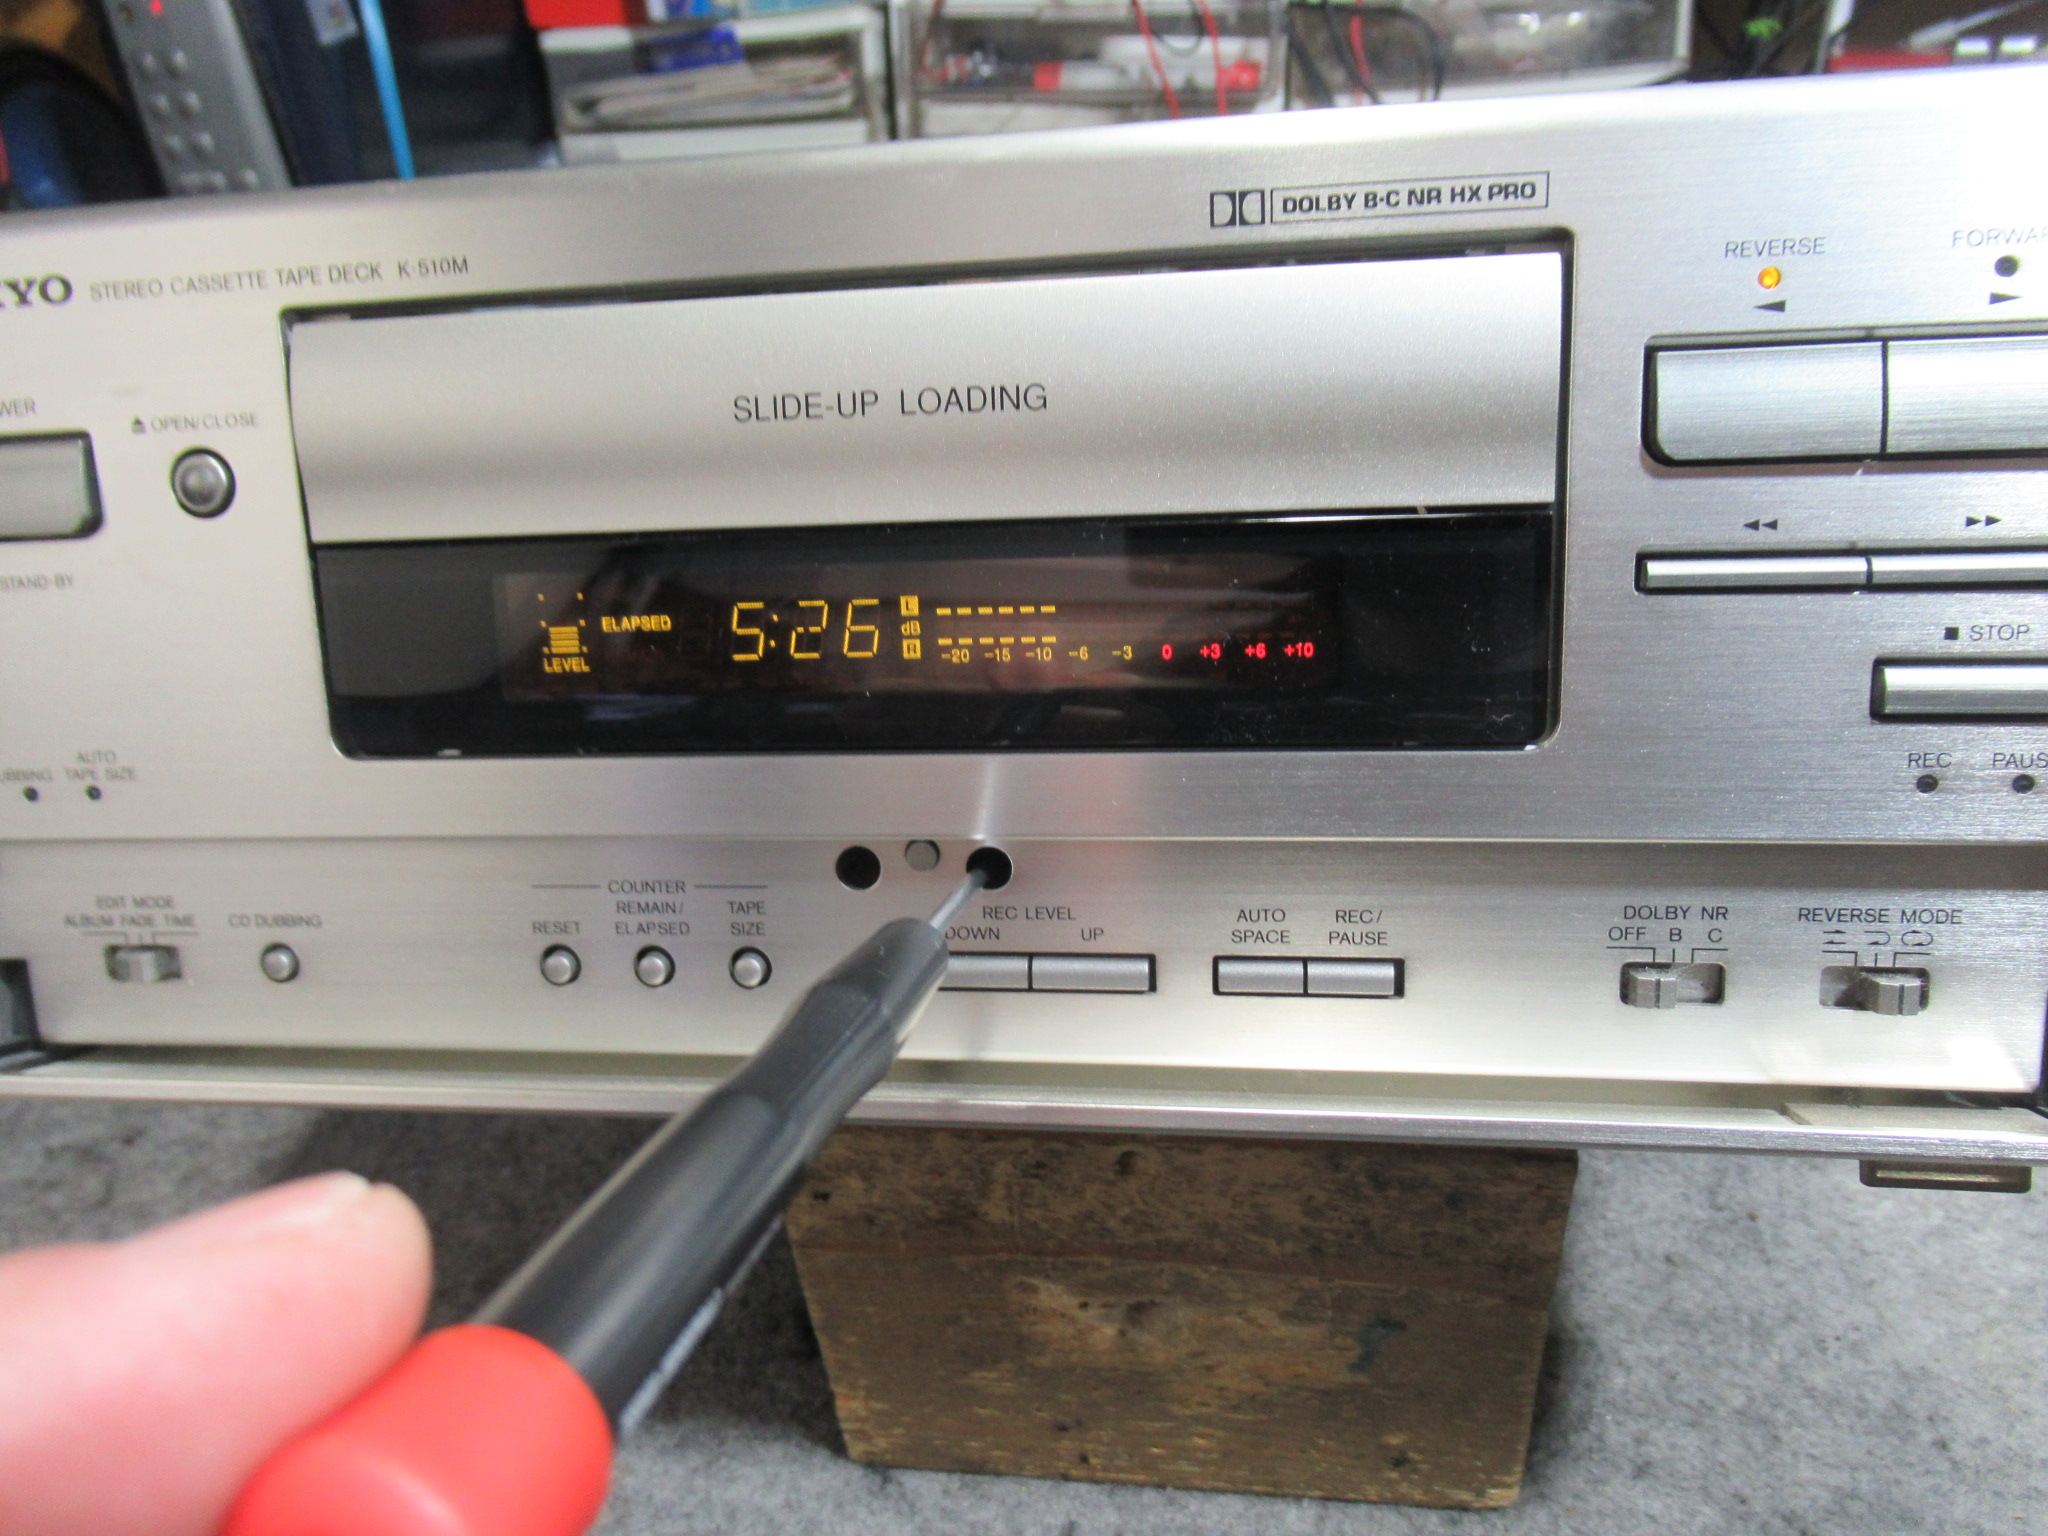 DOLBY B-C NR HX PRO
STEREO CASSETTE TAPE DECK K-510M
REVERSE
OPEN/CLOSE
SLIDE-UP LOADING
STAND-BY
ELAPSED 5:26 L
dB
R
-20 -15 -10 -6 -3 0 +3 +6 +10
LEVEL
STOP
REC
AUTO
TAPE SIZE
COUNTER
EDIT MODE
ALBUM FADE TIME
CD DUBBING
RESET
REMAIN/
ELAPSED
TAPE
SIZE
REC LEVEL
DOWN UP
AUTO
SPACE
REC/
PAUSE
DOLBY NR
OFF B C
REVERSE MODE